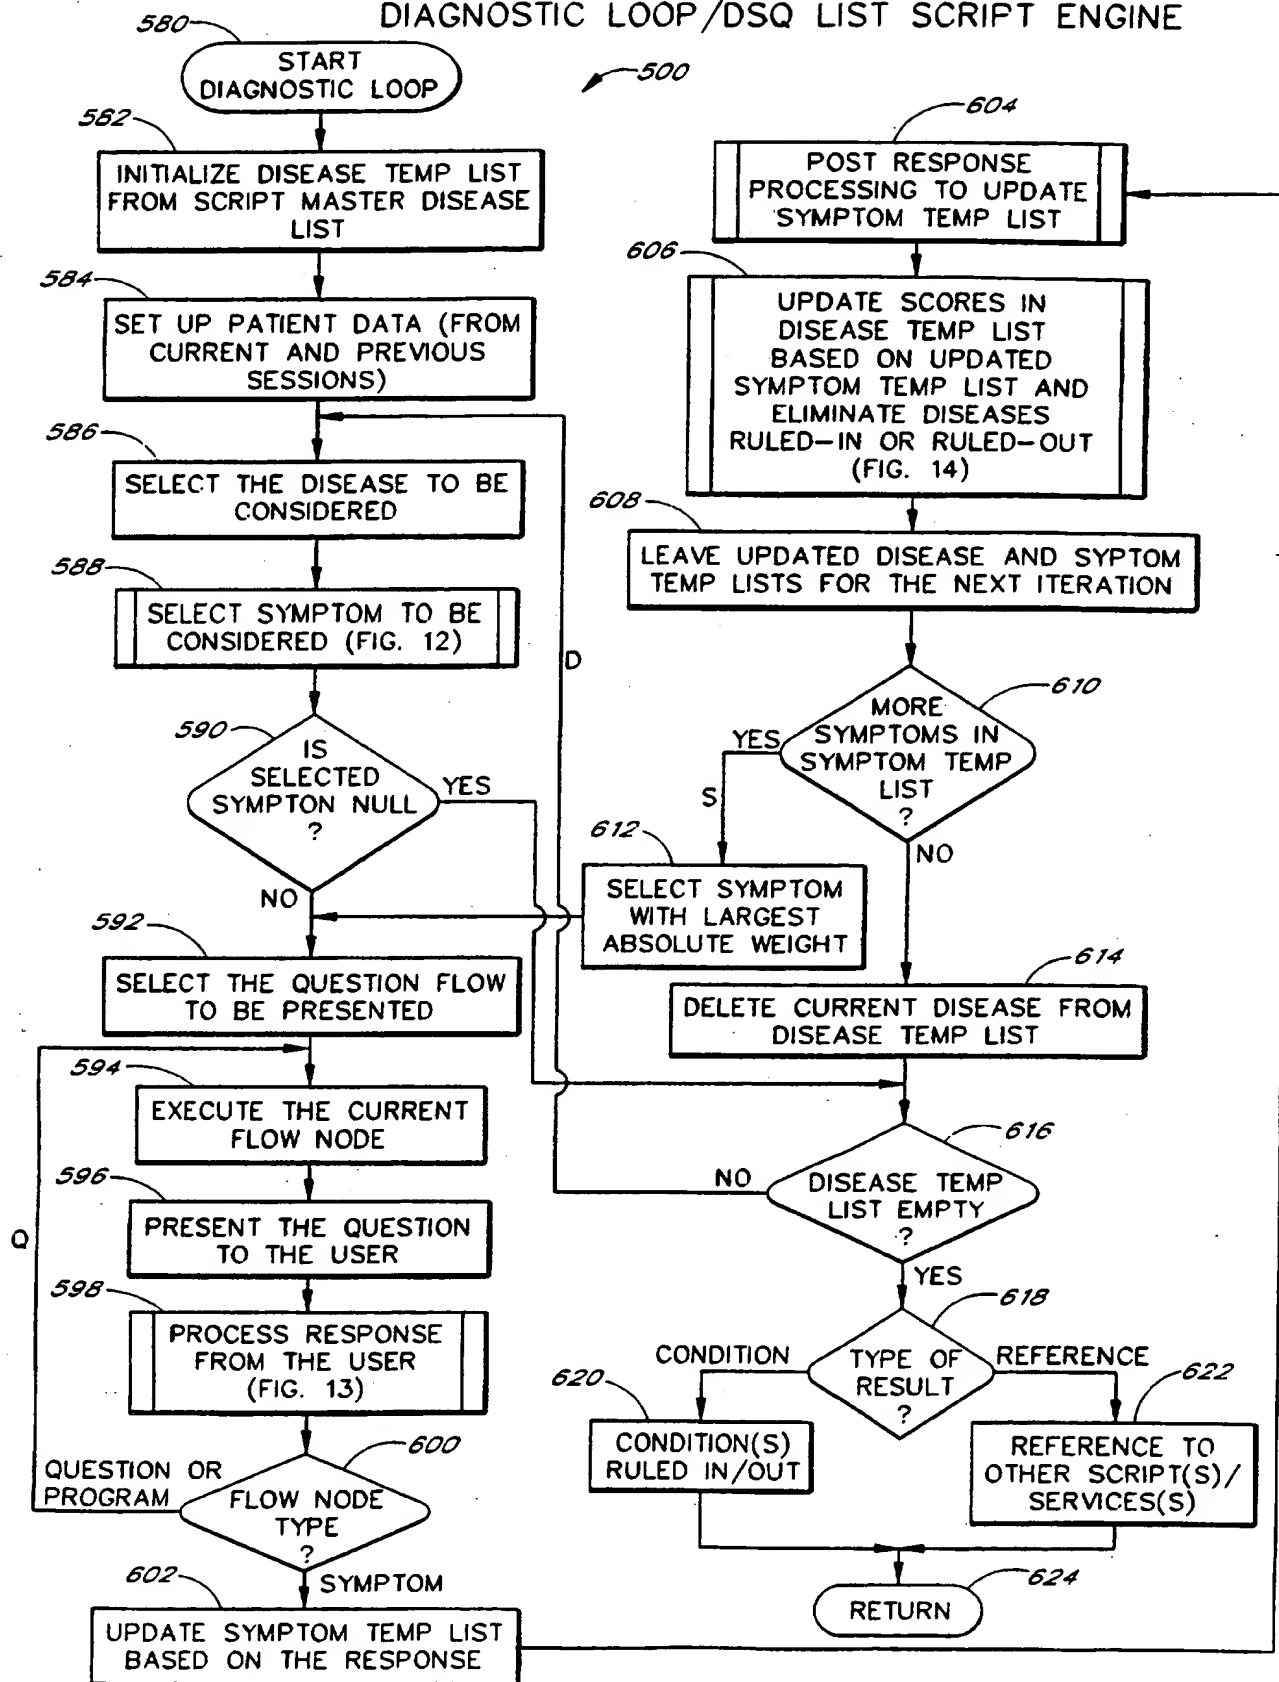 DIAGNOSTIC LOOP/DSQ LIST SCRIPT ENGINE
500
580
START
DIAGNOSTIC LOOP
582
INITIALIZE DISEASE TEMP LIST
FROM SCRIPT MASTER DISEASE
LIST
584
SET UP PATIENT DATA (FROM
CURRENT AND PREVIOUS
SESSIONS)
586
SELECT THE DISEASE TO BE
CONSIDERED
588
SELECT SYMPTOM TO BE
CONSIDERED (FIG. 12)
D
590
IS
SELECTED
SYMPTON NULL
?
YES
NO
592
SELECT THE QUESTION FLOW
TO BE PRESENTED
594
EXECUTE THE CURRENT
FLOW NODE
596
PRESENT THE QUESTION
TO THE USER
Q
598
PROCESS RESPONSE
FROM THE USER
(FIG. 13)
600
QUESTION OR
PROGRAM
FLOW NODE
TYPE
?
SYMPTOM
602
UPDATE SYMPTOM TEMP LIST
BASED ON THE RESPONSE
604
POST RESPONSE
PROCESSING TO UPDATE
SYMPTOM TEMP LIST
606
UPDATE SCORES IN
DISEASE TEMP LIST
BASED ON UPDATED
SYMPTOM TEMP LIST AND
ELIMINATE DISEASES
RULED-IN OR RULED-OUT
(FIG. 14)
608
LEAVE UPDATED DISEASE AND SYPTOM
TEMP LISTS FOR THE NEXT ITERATION
610
MORE
SYMPTOMS IN
SYMPTOM TEMP
LIST
?
YES
S
NO
612
SELECT SYMPTOM
WITH LARGEST
ABSOLUTE WEIGHT
614
DELETE CURRENT DISEASE FROM
DISEASE TEMP LIST
616
DISEASE TEMP
LIST EMPTY
?
NO
YES
618
TYPE OF
RESULT
?
CONDITION
REFERENCE
620
CONDITION(S)
RULED IN/OUT
622
REFERENCE TO
OTHER SCRIPT(S)/
SERVICES(S)
624
RETURN